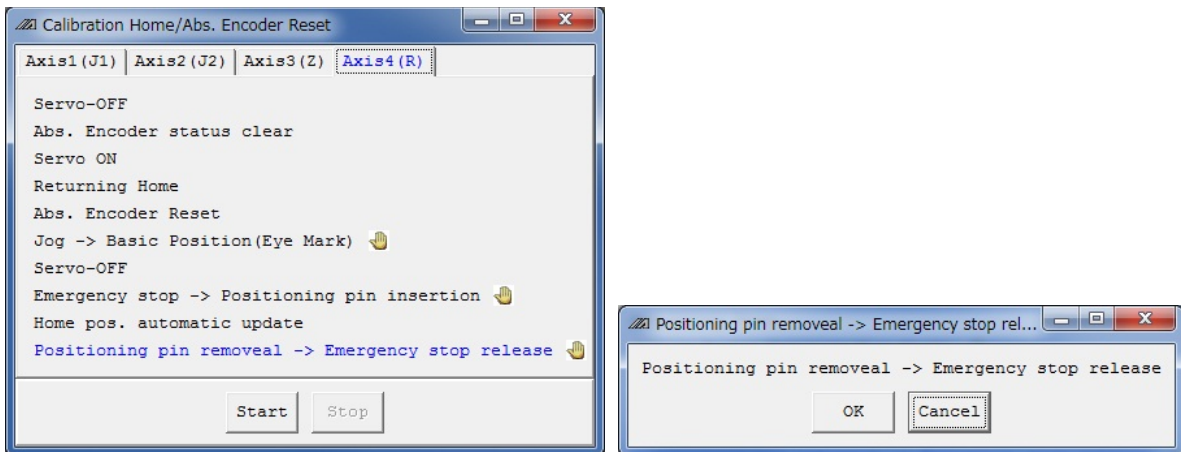 Calibration Home/Abs. Encoder Reset
Axis1(J1) Axis2(J2) Axis3(Z) Axis4(R)
Servo-OFF
Abs. Encoder status clear
Servo ON
Returning Home
Abs. Encoder Reset
Jog -> Basic Position(Eye Mark)
Servo-OFF
Emergency stop -> Positioning pin insertion
Home pos. automatic update
Positioning pin removeal -> Emergency stop release
Start Stop
Positioning pin removeal -> Emergency stop rel...
Positioning pin removeal -> Emergency stop release
OK Cancel